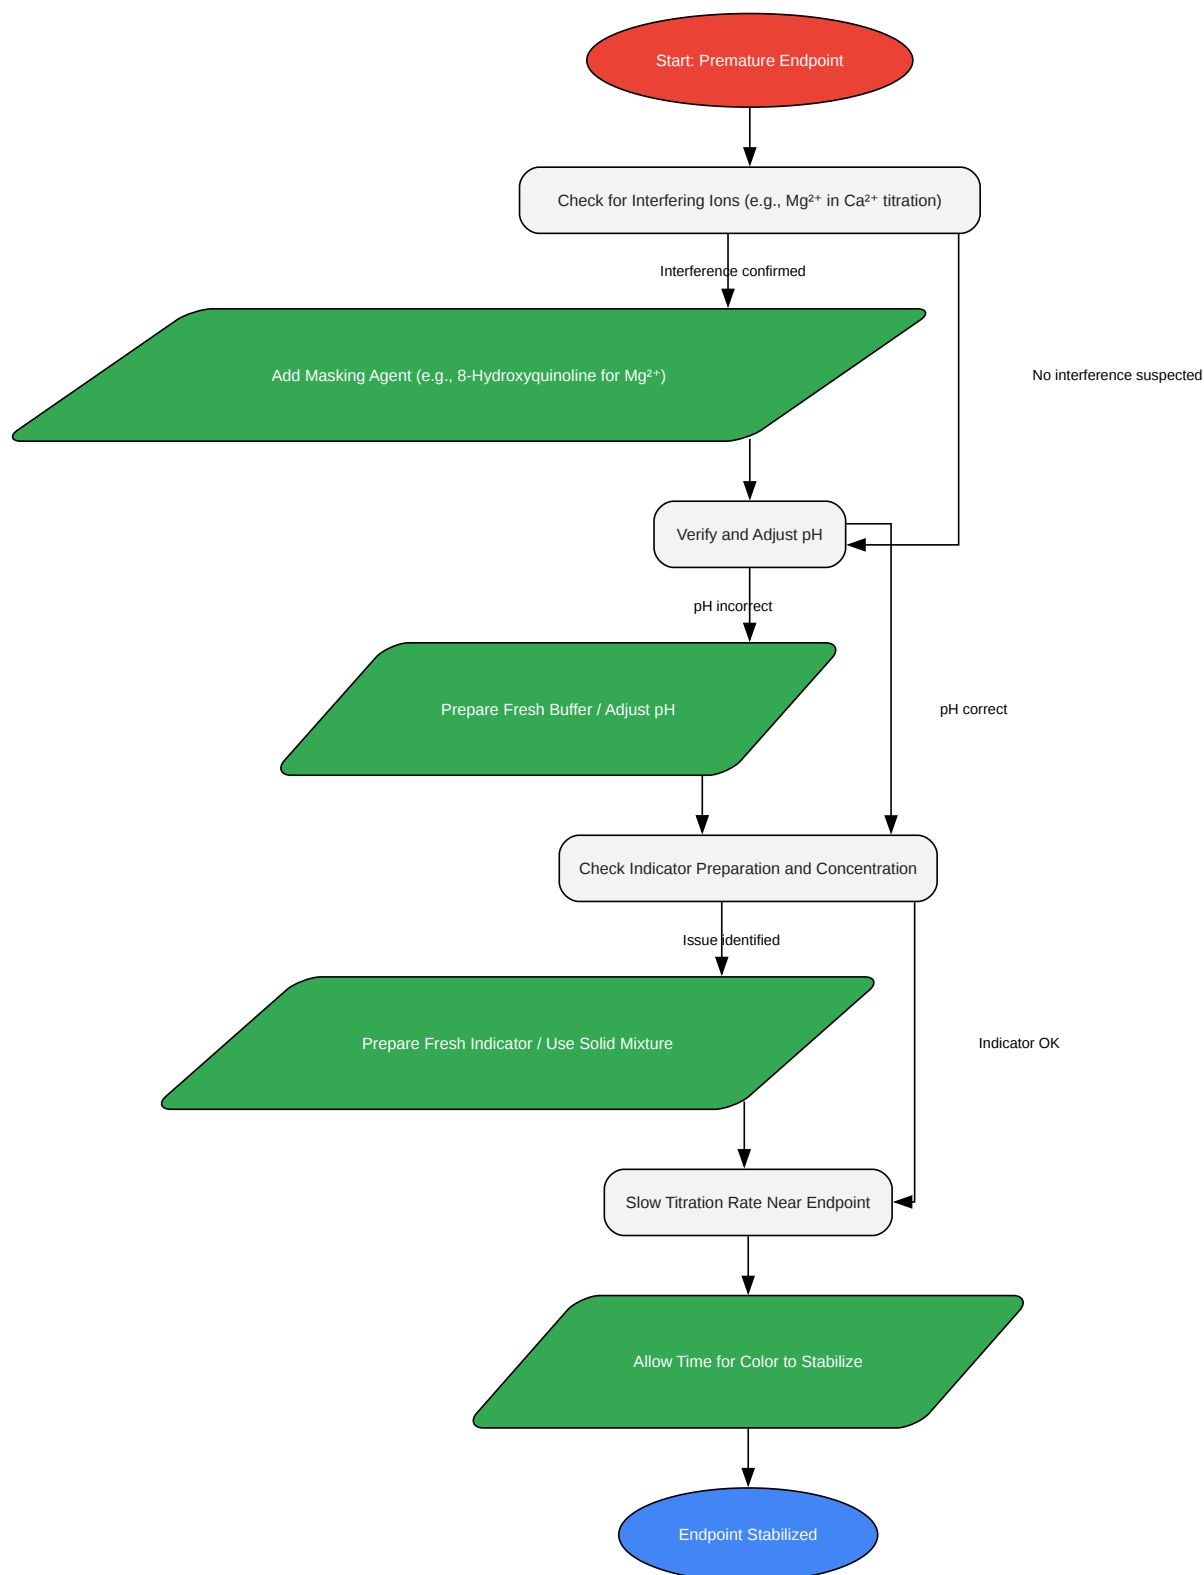 Start: Premature Endpoint
Check for Interfering Ions (e.g., Mg²⁺ in Ca²⁺ titration)
Interference confirmed
Add Masking Agent (e.g., 8-Hydroxyquinoline for Mg²⁺)
No interference suspected
Verify and Adjust pH
pH incorrect
Prepare Fresh Buffer / Adjust pH
pH correct
Check Indicator Preparation and Concentration
Issue identified
Prepare Fresh Indicator / Use Solid Mixture
Indicator OK
Slow Titration Rate Near Endpoint
Allow Time for Color to Stabilize
Endpoint Stabilized